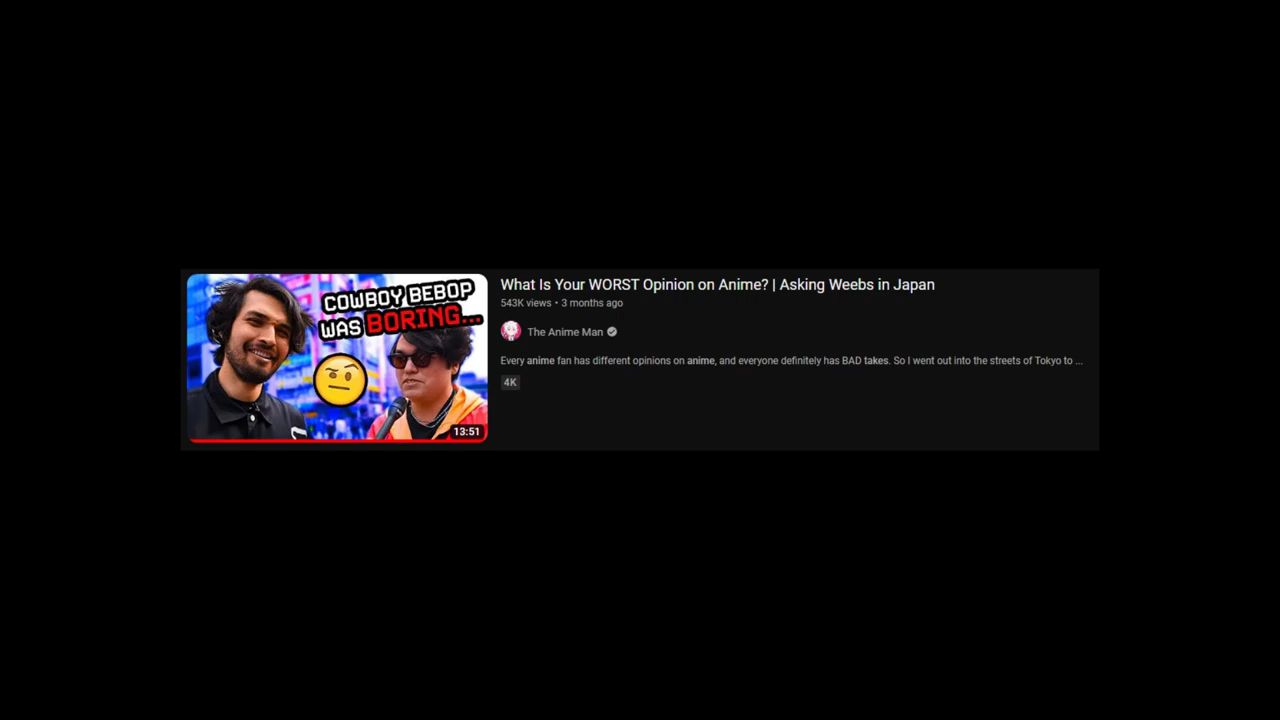 COWBOY BEBOP
WAS BORING...
13:51
What Is Your WORST Opinion on Anime? | Asking Weebs in Japan
543K views • 3 months ago
The Anime Man
Every anime fan has different opinions on anime, and everyone definitely has BAD takes. So I went out into the streets of Tokyo to ...
4K